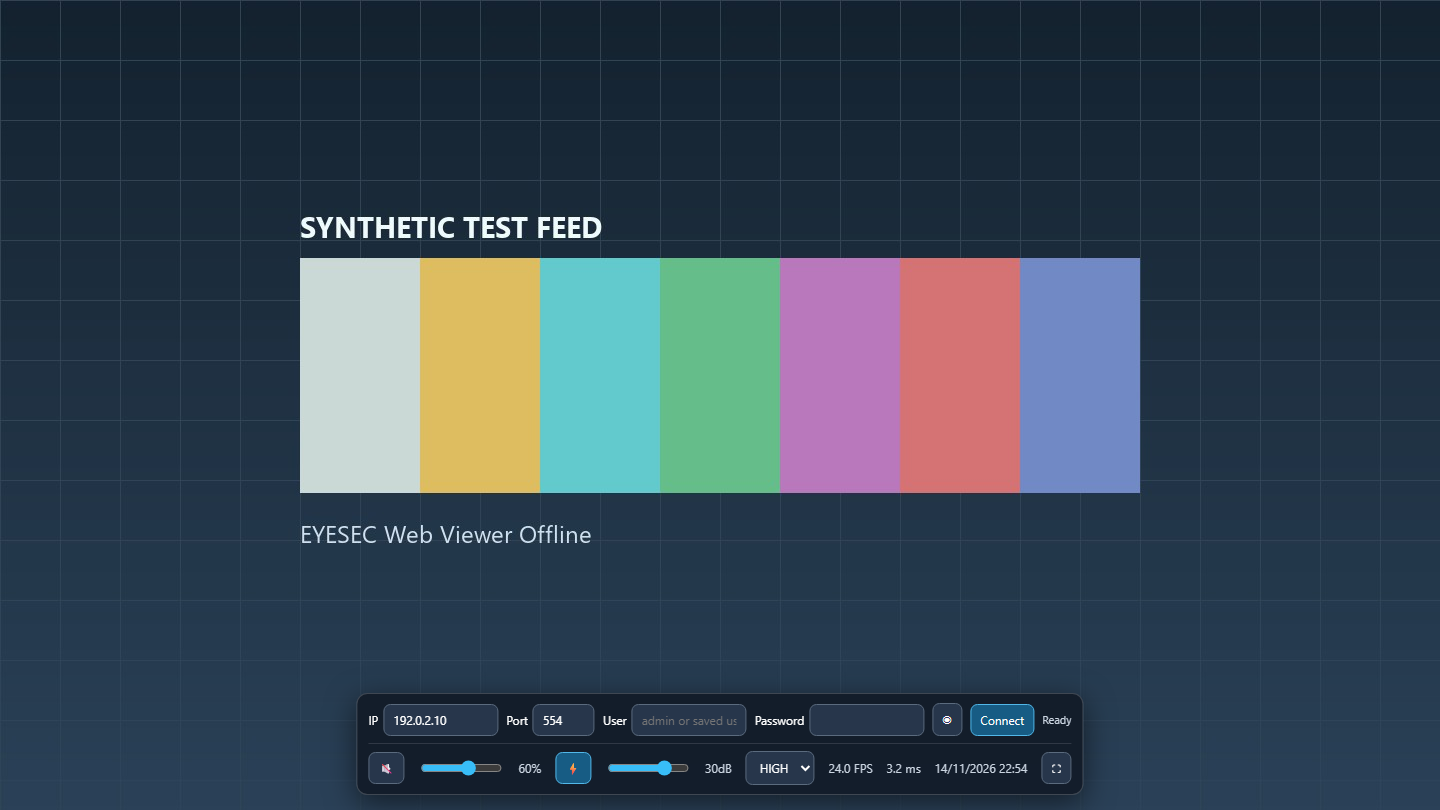 SYNTHETIC TEST FEED
EYESEC Web Viewer Offline
IP 192.0.2.10 Port 554 User admin or saved us Password Connect Ready
60% 30dB HIGH 24.0 FPS 3.2 ms 14/11/2026 22:54